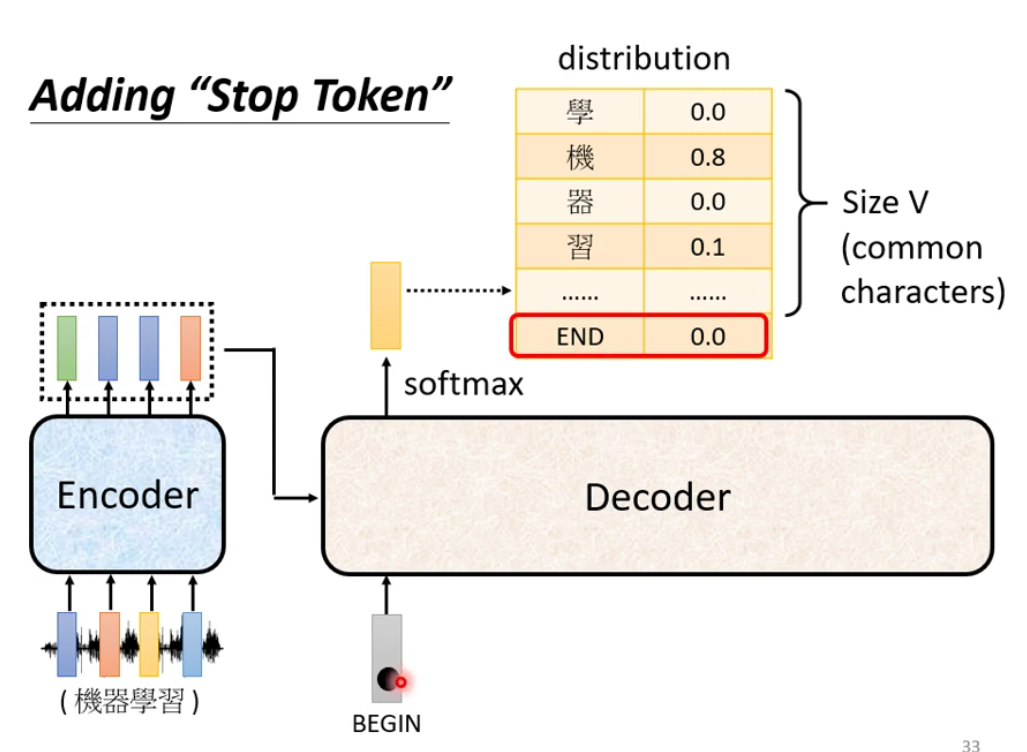 Adding “Stop Token”
distribution
學 0.0
機 0.8
器 0.0
習 0.1
...... ......
END 0.0
Size V
(common
characters)
softmax
Encoder
Decoder
( 機器學習 )
BEGIN
33